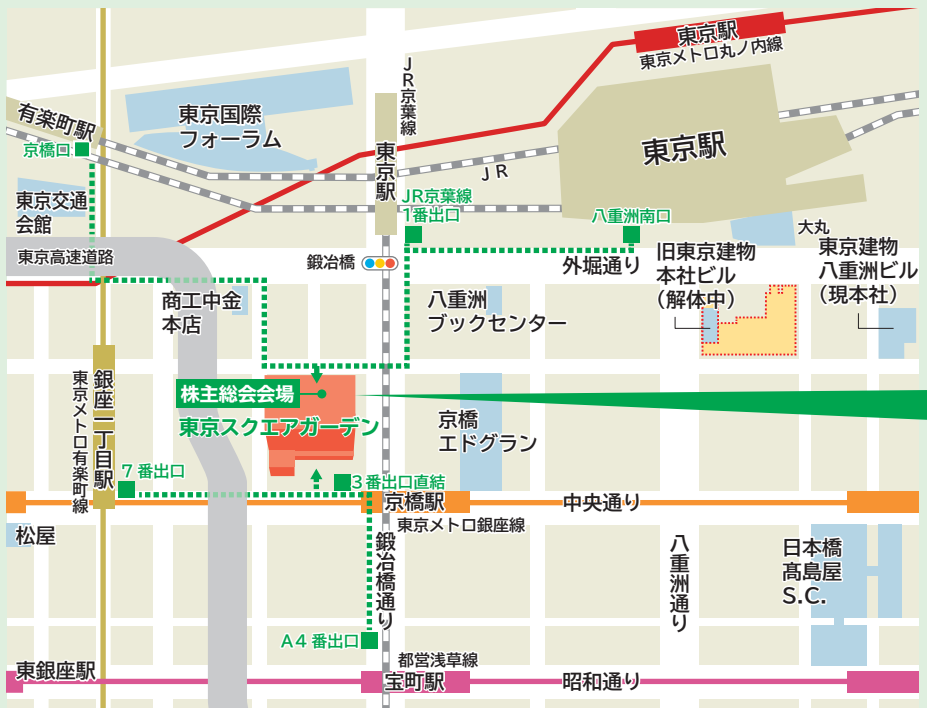 東京駅
東京メトロ丸ノ内線
JR京葉線
有楽町駅
東京国際
フォーラム
京橋口
東京駅
東京駅
JR
東京交通
会館
JR京葉線
1番出口
八重洲南口
大丸
東京高速道路
鍛冶橋
外堀通り
旧東京建物
本社ビル
(解体中)
東京建物
八重洲ビル
(現本社)
商工中金
本店
八重洲
ブックセンター
銀座一丁目駅
東京メトロ有楽町線
株主総会会場
東京スクエアガーデン
京橋
エドグラン
7番出口
3番出口直結
京橋駅
中央通り
東京メトロ銀座線
松屋
鍛冶橋通り
八重洲通り
日本橋
髙島屋
S.C.
A4番出口
都営浅草線
東銀座駅
宝町駅
昭和通り